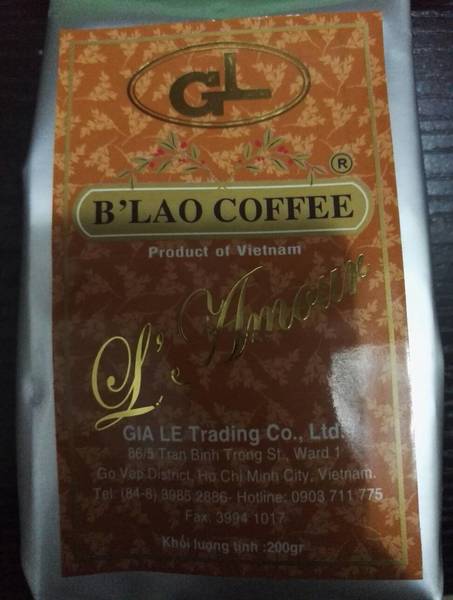 GL
®
B'LAO COFFEE
Product of Vietnam
L'Amour
GIA LE Trading Co., Ltd.
86/5 Tran Binh Trong St., Ward 1
Go Vap District, Ho Chi Minh City, Vietnam.
Tel: (84-8) 3985 2886- Hotline: 0903 711 775
Fax: 3994 1017
Khối lượng tịnh :200gr